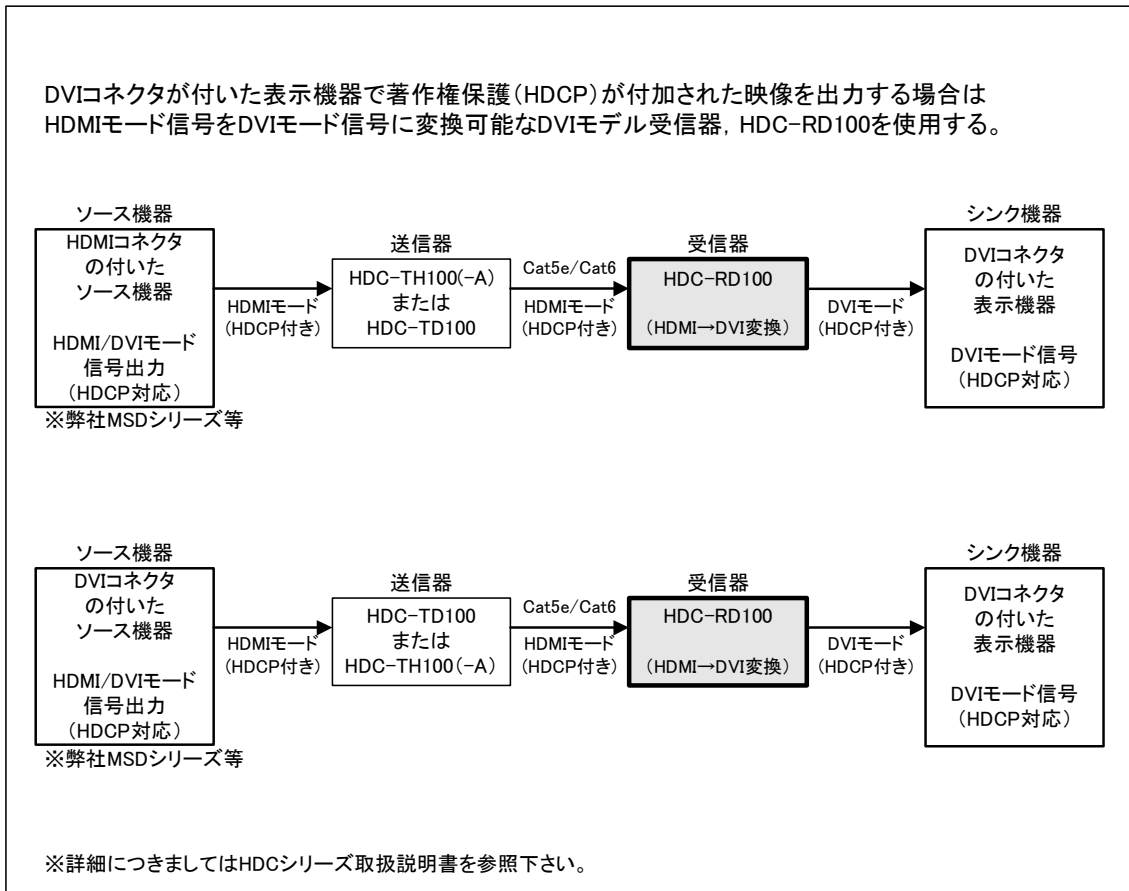 DVIコネクタが付いた表示機器で著作権保護(HDCP)が付加された映像を出力する場合は
HDMIモード信号をDVIモード信号に変換可能なDVIモデル受信器, HDC-RD100を使用する。
ソース機器
HDMIコネクタ
の付いた
ソース機器
HDMI/DVIモード
信号出力
(HDCP対応)
※弊社MSDシリーズ等
HDMIモード
(HDCP付き)
送信器
HDC-TH100(-A)
または
HDC-TD100
Cat5e/Cat6
HDMIモード
(HDCP付き)
受信器
HDC-RD100
(HDMI→DVI変換)
DVIモード
(HDCP付き)
シンク機器
DVIコネクタ
の付いた
表示機器
DVIモード信号
(HDCP対応)
ソース機器
DVIコネクタ
の付いた
ソース機器
HDMI/DVIモード
信号出力
(HDCP対応)
※弊社MSDシリーズ等
HDMIモード
(HDCP付き)
送信器
HDC-TD100
または
HDC-TH100(-A)
Cat5e/Cat6
HDMIモード
(HDCP付き)
受信器
HDC-RD100
(HDMI→DVI変換)
DVIモード
(HDCP付き)
シンク機器
DVIコネクタ
の付いた
表示機器
DVIモード信号
(HDCP対応)
※詳細につきましてはHDCシリーズ取扱説明書を参照下さい。